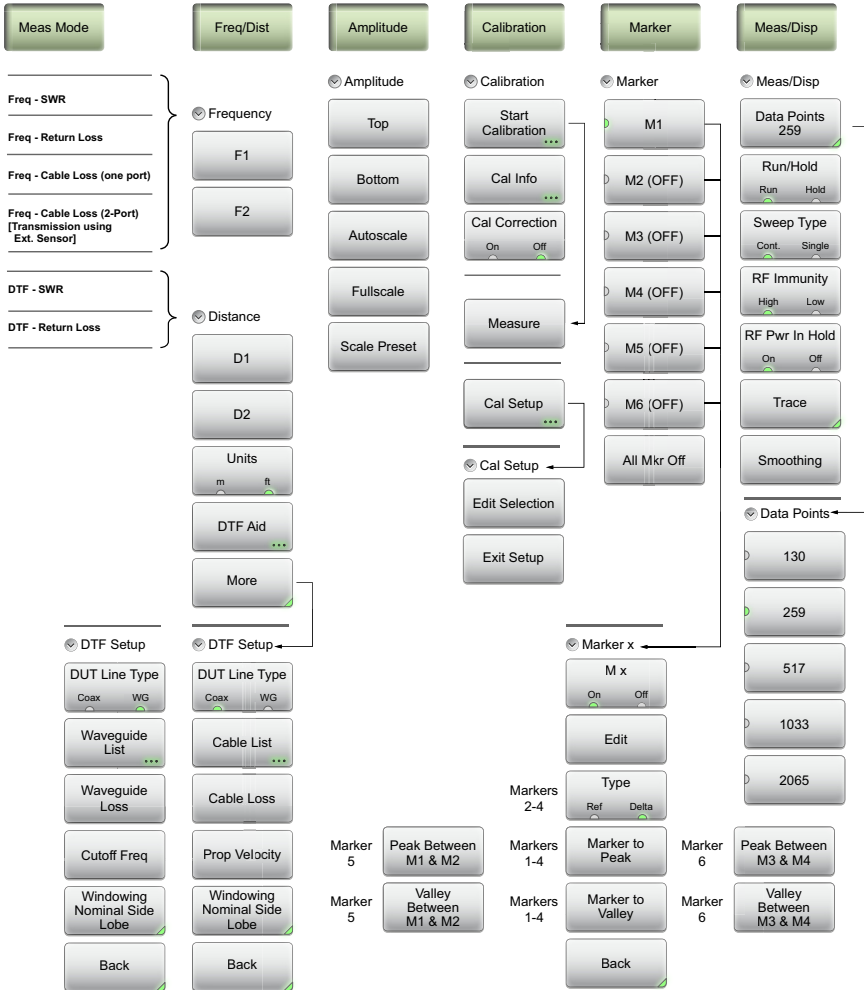 Meas Mode
Freq/Dist
Amplitude
Calibration
Marker
Meas/Disp
Freq - SWR
Freq - Return Loss
Freq - Cable Loss (one port)
Freq - Cable Loss (2-Port)
[Transmission using
Ext. Sensor]
DTF - SWR
DTF - Return Loss
Frequency
F1
F2
Distance
D1
D2
Units
m ft
DTF Aid
More
DTF Setup
DUT Line Type
Coax WG
Waveguide
List
Waveguide
Loss
Cutoff Freq
Windowing
Nominal Side
Lobe
Back
DTF Setup
DUT Line Type
Coax WG
Cable List
Cable Loss
Prop Velocity
Windowing
Nominal Side
Lobe
Back
Amplitude
Top
Bottom
Autoscale
Fullscale
Scale Preset
Calibration
Start
Calibration
Cal Info
Cal Correction
On Off
Measure
Cal Setup
Cal Setup
Edit Selection
Exit Setup
Marker
M1
M2 (OFF)
M3 (OFF)
M4 (OFF)
M5 (OFF)
M6 (OFF)
All Mkr Off
Marker x
M x
On Off
Edit
Markers
2-4
Type
Ref Delta
Marker
5
Peak Between
M1 & M2
Markers
1-4
Marker to
Peak
Marker
6
Peak Between
M3 & M4
Marker
5
Valley
Between
M1 & M2
Markers
1-4
Marker to
Valley
Marker
6
Valley
Between
M3 & M4
Back
Meas/Disp
Data Points
259
Run/Hold
Run Hold
Sweep Type
Cont. Single
RF Immunity
High Low
RF Pwr In Hold
On Off
Trace
Smoothing
Data Points
130
259
517
1033
2065